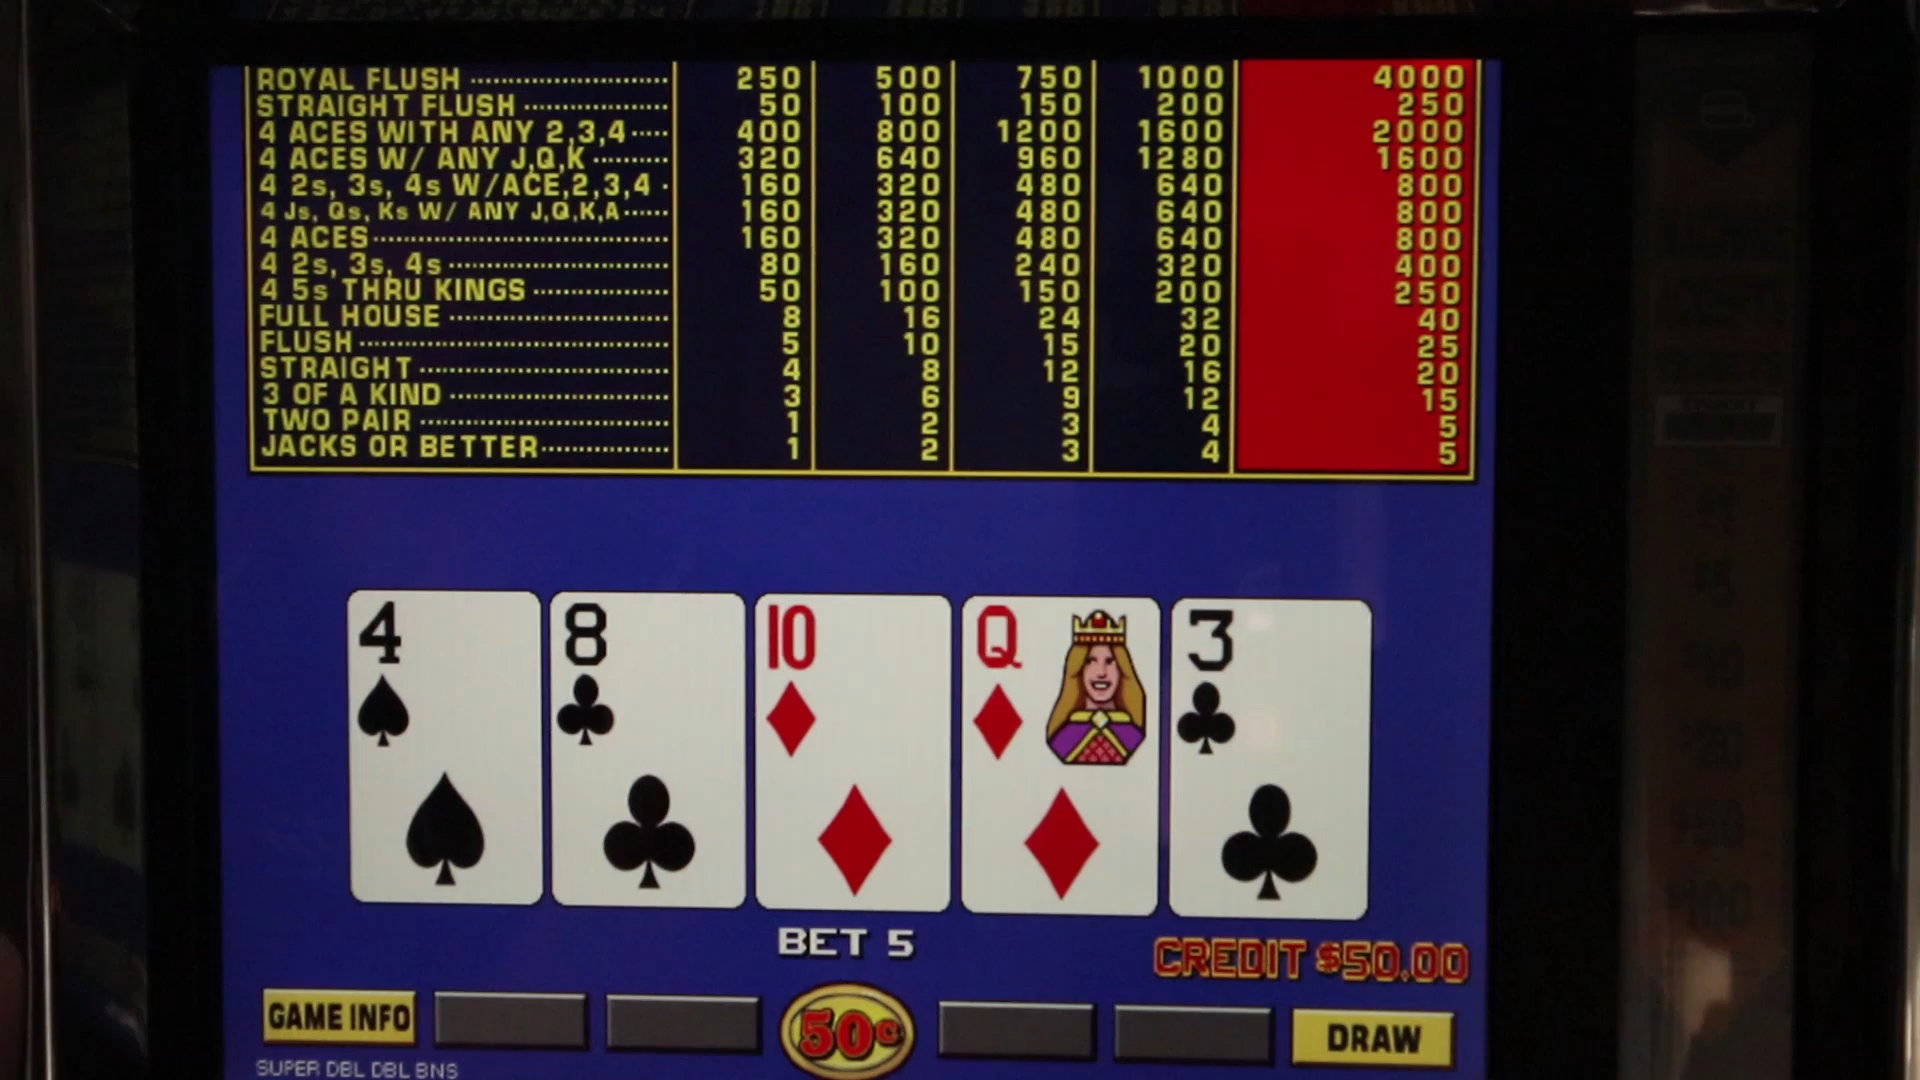 ROYAL FLUSH 250 500 750 1000 4000
STRAIGHT FLUSH 50 100 150 200 250
4 ACES WITH ANY 2,3,4 400 800 1200 1600 2000
4 ACES W/ ANY J,Q,K 320 640 960 1280 1600
4 2s, 3s, 4s W/ACE,2,3,4 160 320 480 640 800
4 Js, Qs, Ks W/ ANY J,Q,K,A 160 320 480 640 800
4 ACES 160 320 480 640 800
4 2s, 3s, 4s 80 160 240 320 400
4 5s THRU KINGS 50 100 150 200 250
FULL HOUSE 8 16 24 32 40
FLUSH 5 10 15 20 25
STRAIGHT 4 8 12 16 20
3 OF A KIND 3 6 9 12 15
TWO PAIR 1 2 3 4 5
JACKS OR BETTER 1 2 3 4 5
4 8 10 Q 3
BET 5
CREDIT $50.00
GAME INFO 50¢ DRAW
SUPER DBL DBL BNS